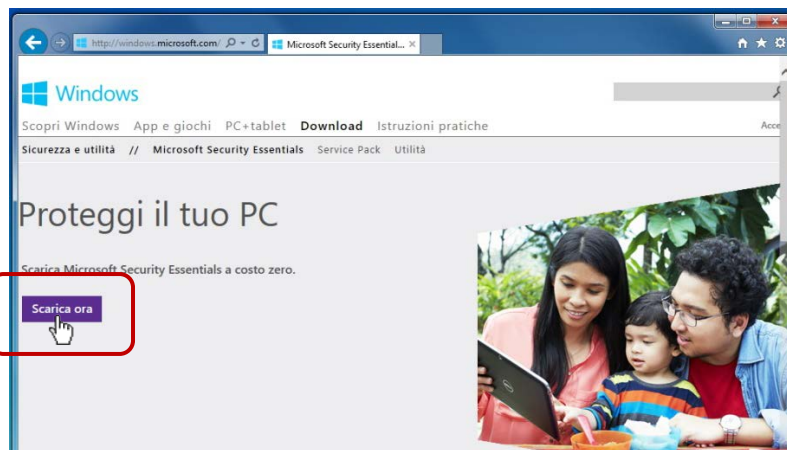 http://windows.microsoft.com/
Microsoft Security Essential...
Windows
Scopri Windows App e giochi PC+tablet Download Istruzioni pratiche
Acce
Sicurezza e utilità // Microsoft Security Essentials Service Pack Utilità
Proteggi il tuo PC
Scarica Microsoft Security Essentials a costo zero.
Scarica ora